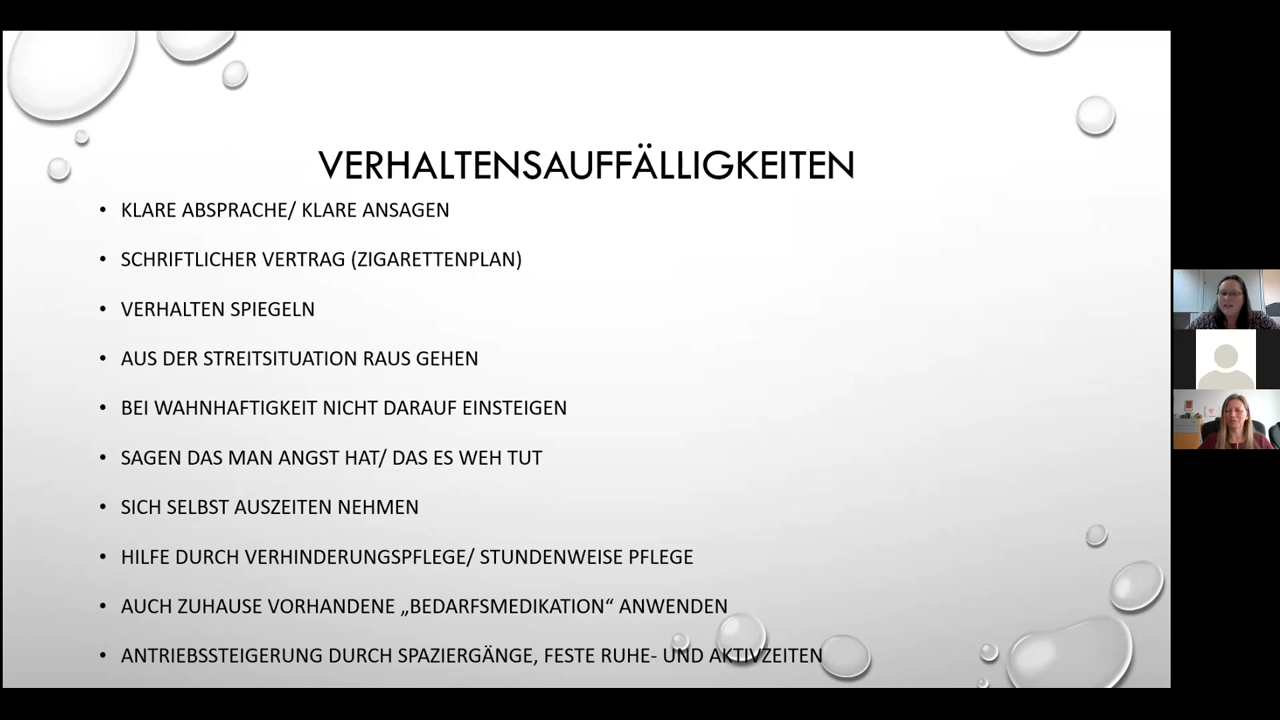 VERHALTENSAUFFÄLLIGKEITEN
• KLARE ABSPRACHE/ KLARE ANSAGEN
• SCHRIFTLICHER VERTRAG (ZIGARETTENPLAN)
• VERHALTEN SPIEGELN
• AUS DER STREITSITUATION RAUS GEHEN
• BEI WAHNHAFTIGKEIT NICHT DARAUF EINSTEIGEN
• SAGEN DAS MAN ANGST HAT/ DAS ES WEH TUT
• SICH SELBST AUSZEITEN NEHMEN
• HILFE DURCH VERHINDERUNGSPFLEGE/ STUNDENWEISE PFLEGE
• AUCH ZUHAUSE VORHANDENE „BEDARFSMEDIKATION“ ANWENDEN
• ANTRIEBSSTEIGERUNG DURCH SPAZIERGÄNGE, FESTE RUHE- UND AKTIVZEITEN